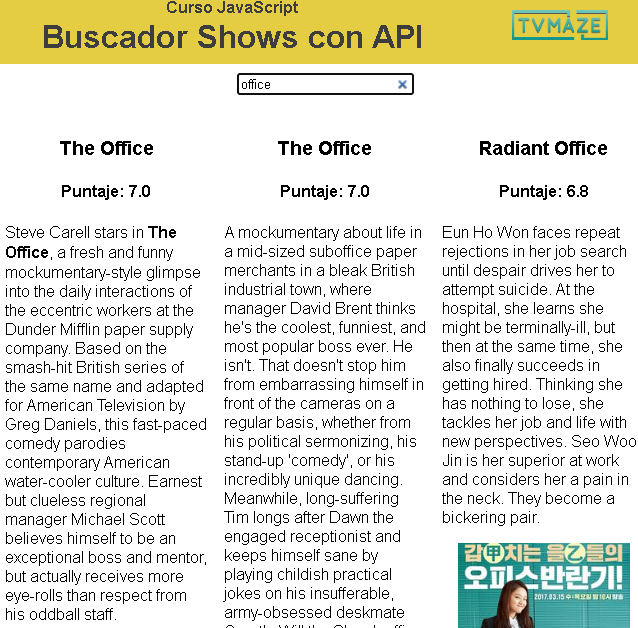 Curso JavaScript
Buscador Shows con API
TVMAZE
office
The Office
Puntaje: 7.0
Steve Carell stars in The
Office, a fresh and funny
mockumentary-style glimpse
into the daily interactions of
the eccentric workers at the
Dunder Mifflin paper supply
company. Based on the
smash-hit British series of
the same name and adapted
for American Television by
Greg Daniels, this fast-paced
comedy parodies
contemporary American
water-cooler culture. Earnest
but clueless regional
manager Michael Scott
believes himself to be an
exceptional boss and mentor,
but actually receives more
eye-rolls than respect from
his oddball staff.
The Office
Puntaje: 7.0
A mockumentary about life in
a mid-sized suboffice paper
merchants in a bleak British
industrial town, where
manager David Brent thinks
he's the coolest, funniest, and
most popular boss ever. He
isn't. That doesn't stop him
from embarrassing himself in
front of the cameras on a
regular basis, whether from
his political sermonizing, his
stand-up 'comedy', or his
incredibly unique dancing.
Meanwhile, long-suffering
Tim longs after Dawn the
engaged receptionist and
keeps himself sane by
playing childish practical
jokes on his insufferable,
army-obsessed deskmate
Radiant Office
Puntaje: 6.8
Eun Ho Won faces repeat
rejections in her job search
until despair drives her to
attempt suicide. At the
hospital, she learns she
might be terminally-ill, but
then at the same time, she
also finally succeeds in
getting hired. Thinking she
has nothing to lose, she
tackles her job and life with
new perspectives. Seo Woo
Jin is her superior at work
and considers her a pain in
the neck. They become a
bickering pair.
감甲치는 을乙들의
오피스반란기!
2017.03.15 수·목요일 밤 10시 방송